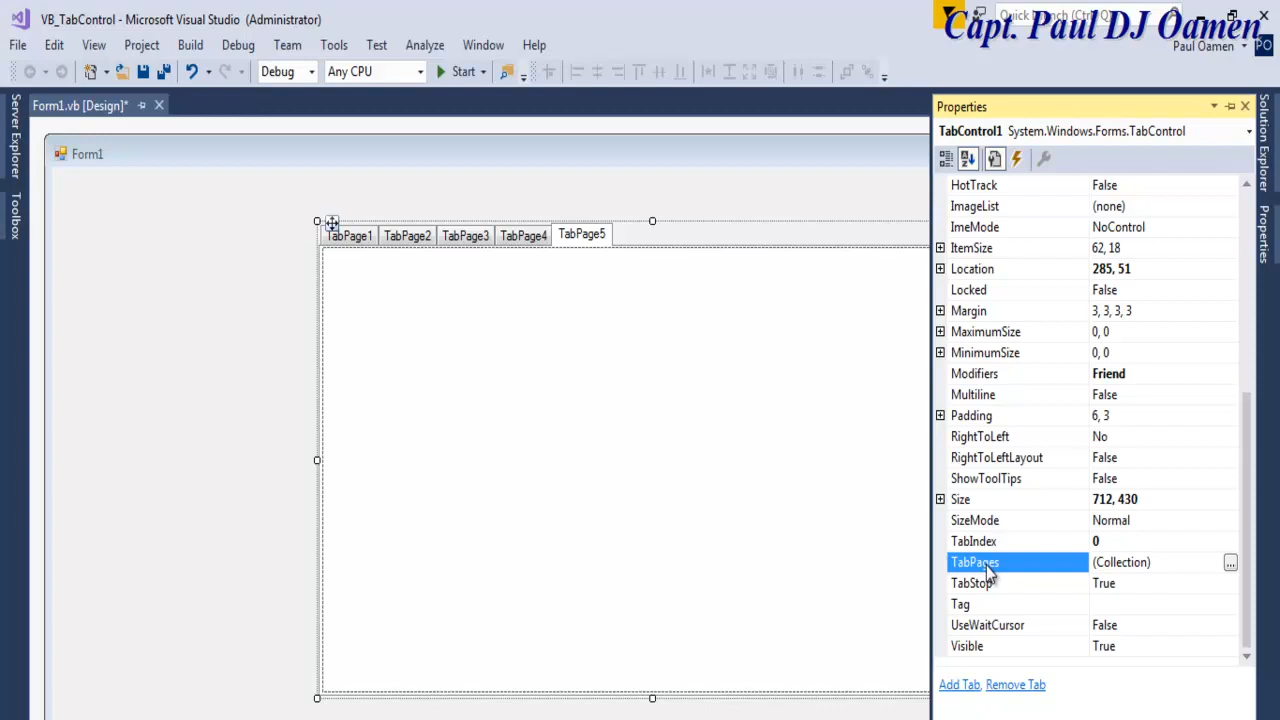 VB_TabControl - Microsoft Visual Studio (Administrator)
Quick Launch (Ctrl+Q)
Capt. Paul DJ Oamen
File Edit View Project Build Debug Team Tools Test Analyze Window Help
Paul Oamen PO
Debug Any CPU Start
Form1.vb [Design]*
Server Explorer
Toolbox
Form1
TabPage1 TabPage2 TabPage3 TabPage4 TabPage5
Properties
TabControl1 System.Windows.Forms.TabControl
HotTrack False
ImageList (none)
ImeMode NoControl
ItemSize 62, 18
Location 285, 51
Locked False
Margin 3, 3, 3, 3
MaximumSize 0, 0
MinimumSize 0, 0
Modifiers Friend
Multiline False
Padding 6, 3
RightToLeft No
RightToLeftLayout False
ShowToolTips False
Size 712, 430
SizeMode Normal
TabIndex 0
TabPages (Collection) ...
TabStop True
Tag
UseWaitCursor False
Visible True
Add Tab, Remove Tab
Solution Explorer
Properties